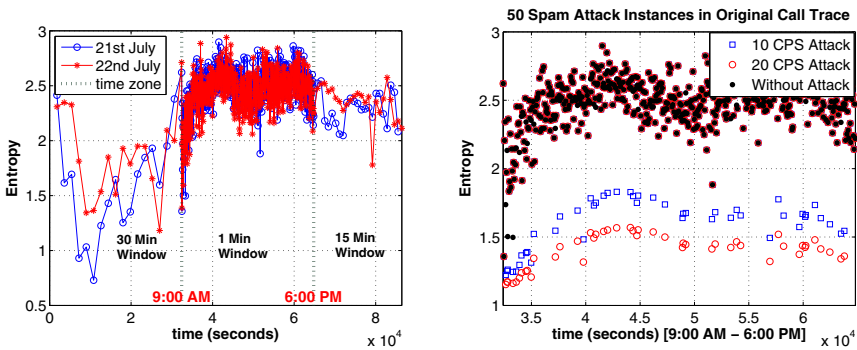 3
2.5
2
1.5
1
0.5
Entropy
21st July
22nd July
time zone
30 Min
Window
1 Min
Window
15 Min
Window
9:00 AM
6:00 PM
0 2 4 6 8
time (seconds)
x 10^4
50 Spam Attack Instances in Original Call Trace
3
2.5
2
1.5
1
Entropy
10 CPS Attack
20 CPS Attack
Without Attack
3.5 4 4.5 5 5.5 6
time (seconds) [9:00 AM − 6:00 PM]
x 10^4